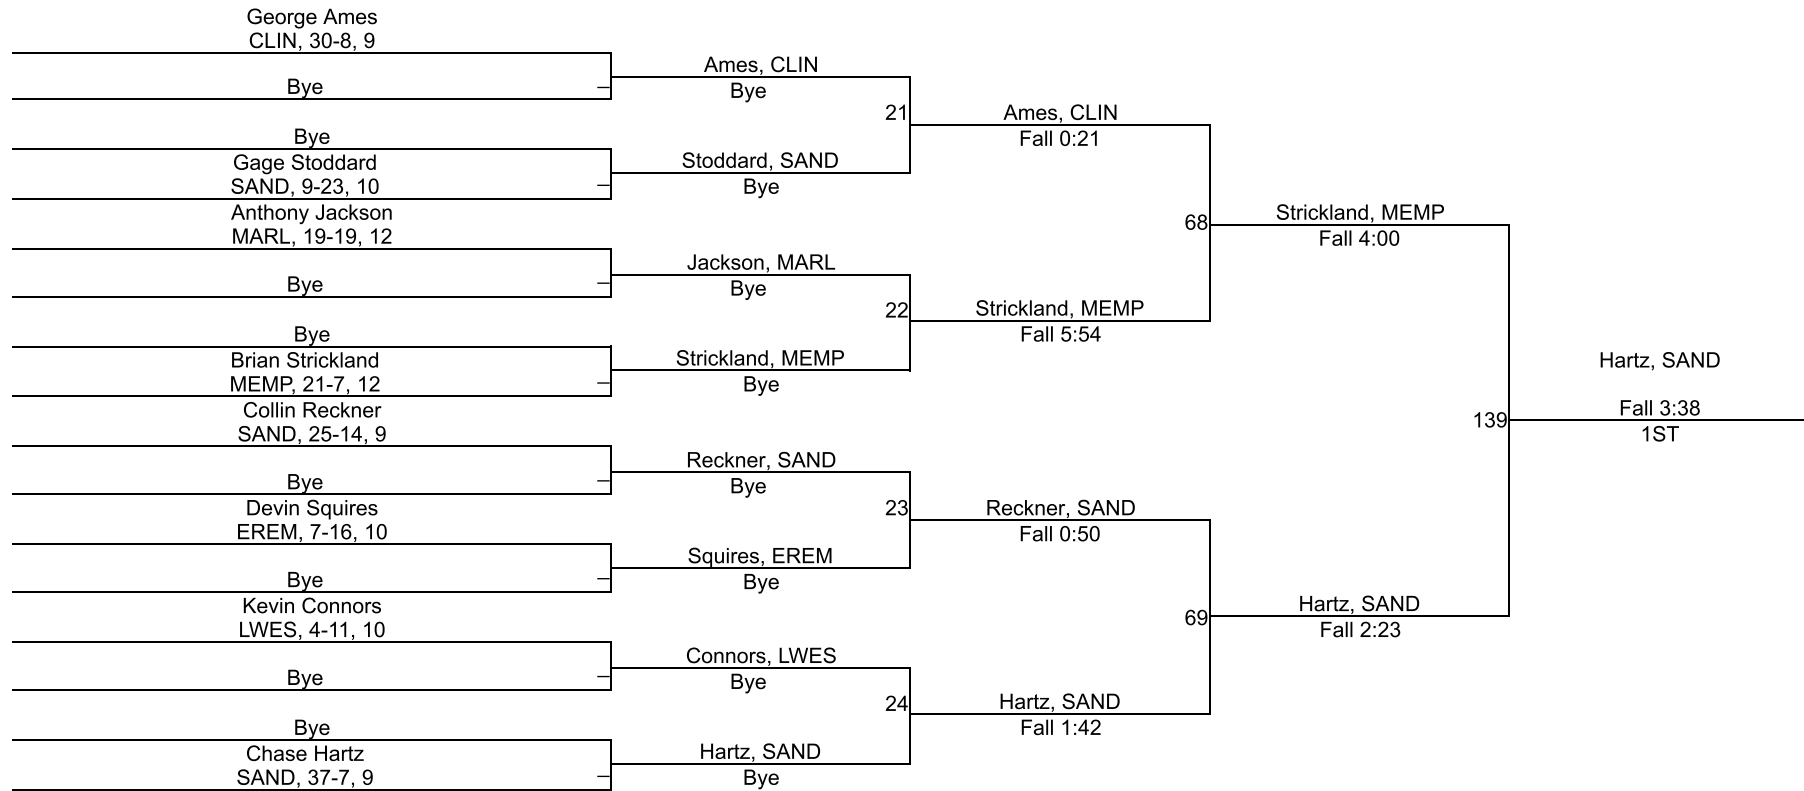 George Ames
CLIN, 30-8, 9
Bye
Bye
Gage Stoddard
SAND, 9-23, 10
Anthony Jackson
MARL, 19-19, 12
Bye
Bye
Brian Strickland
MEMP, 21-7, 12
Collin Reckner
SAND, 25-14, 9
Bye
Devin Squires
EREM, 7-16, 10
Bye
Kevin Connors
LWES, 4-11, 10
Bye
Bye
Chase Hartz
SAND, 37-7, 9
Ames, CLIN
Bye
21
Stoddard, SAND
Bye
Jackson, MARL
Bye
22
Strickland, MEMP
Bye
Reckner, SAND
Bye
23
Squires, EREM
Bye
Connors, LWES
Bye
24
Hartz, SAND
Bye
Ames, CLIN
Fall 0:21
68
Strickland, MEMP
Fall 5:54
Reckner, SAND
Fall 0:50
69
Hartz, SAND
Fall 1:42
Strickland, MEMP
Fall 4:00
139
Hartz, SAND
Fall 2:23
Hartz, SAND
Fall 3:38
1ST